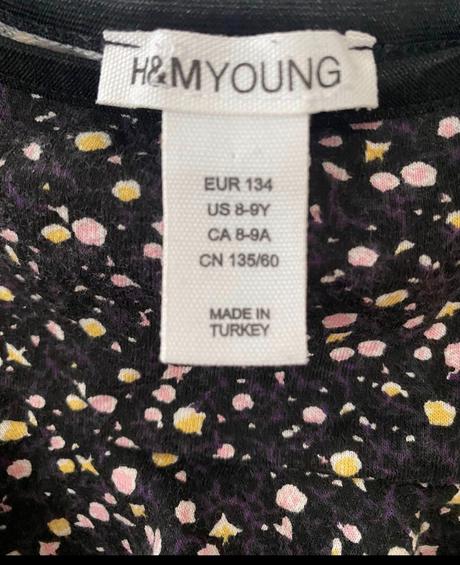 H&MYOUNG
EUR 134
US 8-9Y
CA 8-9A
CN 135/60
MADE IN
TURKEY